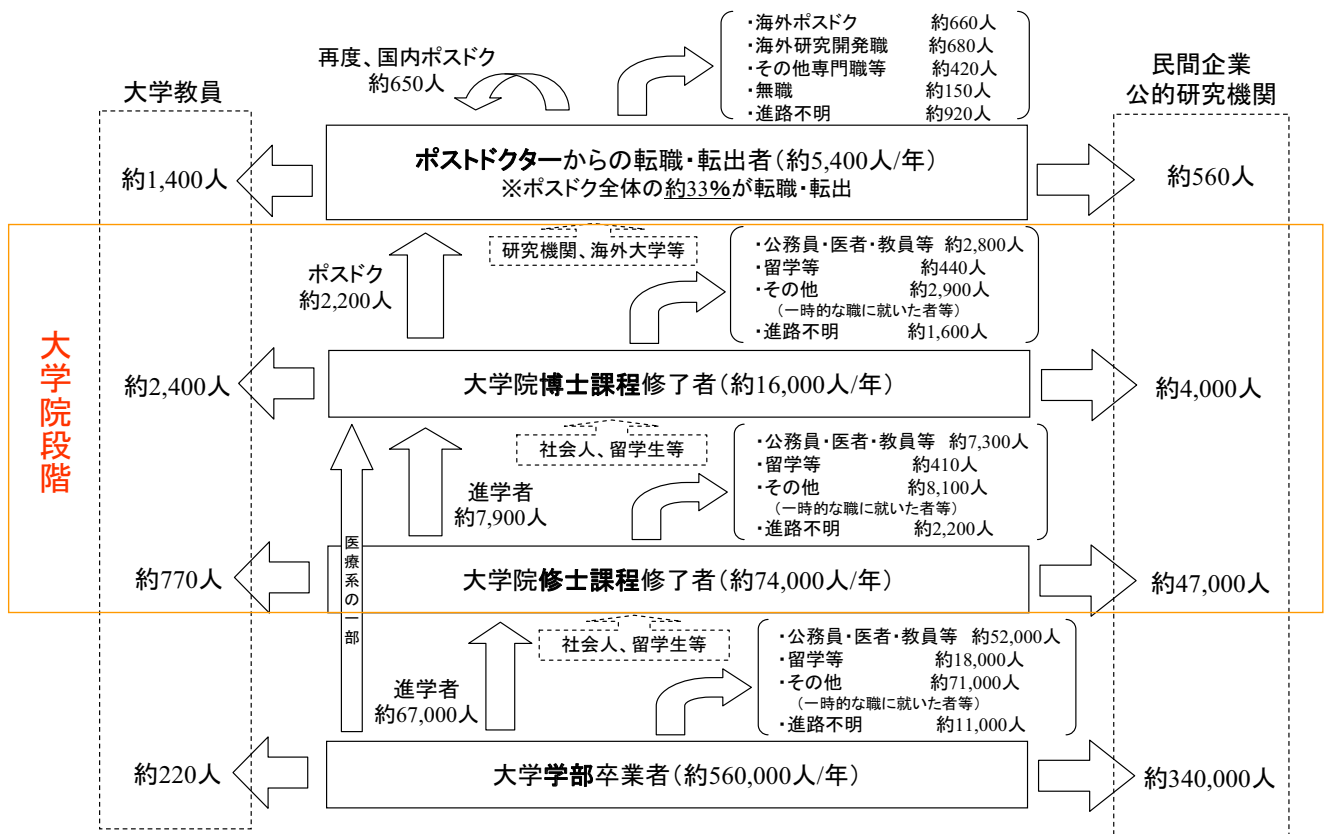 ・海外ポスドク 約660人
・海外研究開発職 約680人
・その他専門職等 約420人
・無職 約150人
・進路不明 約920人
再度、国内ポスドク
約650人
大学教員
民間企業
公的研究機関
ポストドクターからの転職・転出者(約5,400人/年)
※ポスドク全体の約33%が転職・転出
約1,400人
約560人
研究機関、海外大学等
ポスドク
約2,200人
・公務員・医者・教員等 約2,800人
・留学等 約440人
・その他 約2,900人
(一時的な職に就いた者等)
・進路不明 約1,600人
大学院段階
約2,400人
大学院博士課程修了者(約16,000人/年)
約4,000人
社会人、留学生等
進学者
約7,900人
・公務員・医者・教員等 約7,300人
・留学等 約410人
・その他 約8,100人
(一時的な職に就いた者等)
・進路不明 約2,200人
医療系の一部
約770人
大学院修士課程修了者(約74,000人/年)
約47,000人
社会人、留学生等
進学者
約67,000人
・公務員・医者・教員等 約52,000人
・留学等 約18,000人
・その他 約71,000人
(一時的な職に就いた者等)
・進路不明 約11,000人
約220人
大学学部卒業者(約560,000人/年)
約340,000人